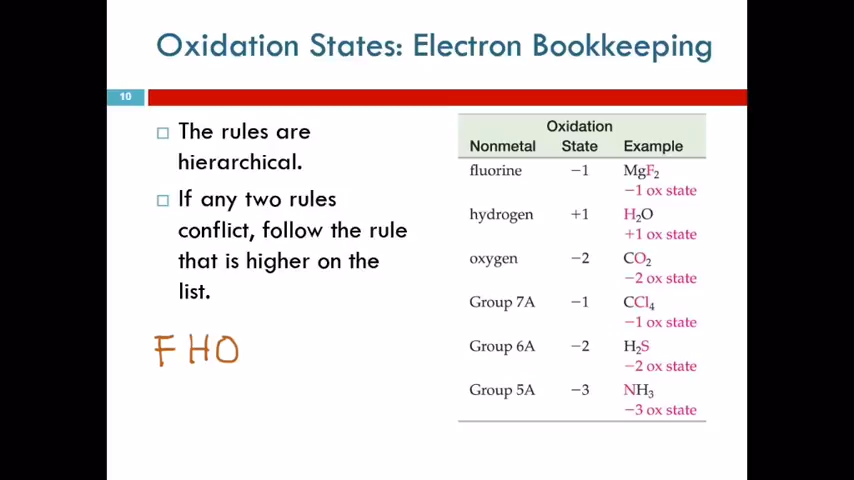 Oxidation States: Electron Bookkeeping
10
□ The rules are
hierarchical.
□ If any two rules
conflict, follow the rule
that is higher on the
list.
F H O
Oxidation
Nonmetal State Example
fluorine −1 MgF₂
−1 ox state
hydrogen +1 H₂O
+1 ox state
oxygen −2 CO₂
−2 ox state
Group 7A −1 CCl₄
−1 ox state
Group 6A −2 H₂S
−2 ox state
Group 5A −3 NH₃
−3 ox state